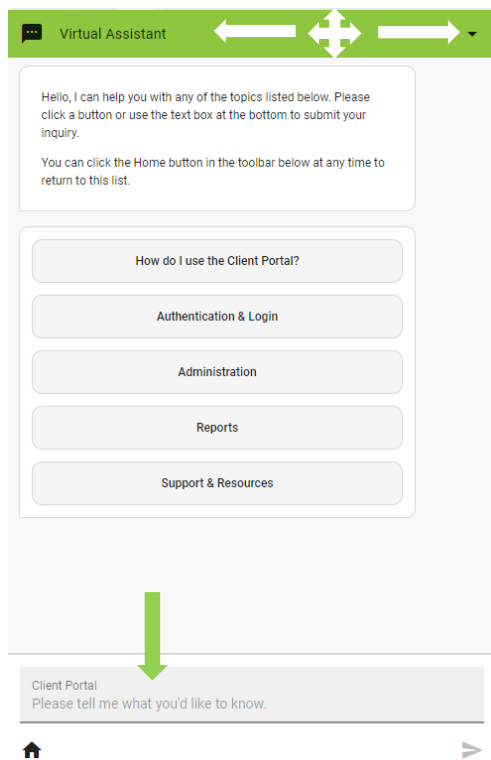 Virtual Assistant
Hello, I can help you with any of the topics listed below. Please
click a button or use the text box at the bottom to submit your
inquiry.
You can click the Home button in the toolbar below at any time to
return to this list.
How do I use the Client Portal?
Authentication & Login
Administration
Reports
Support & Resources
Client Portal
Please tell me what you'd like to know.